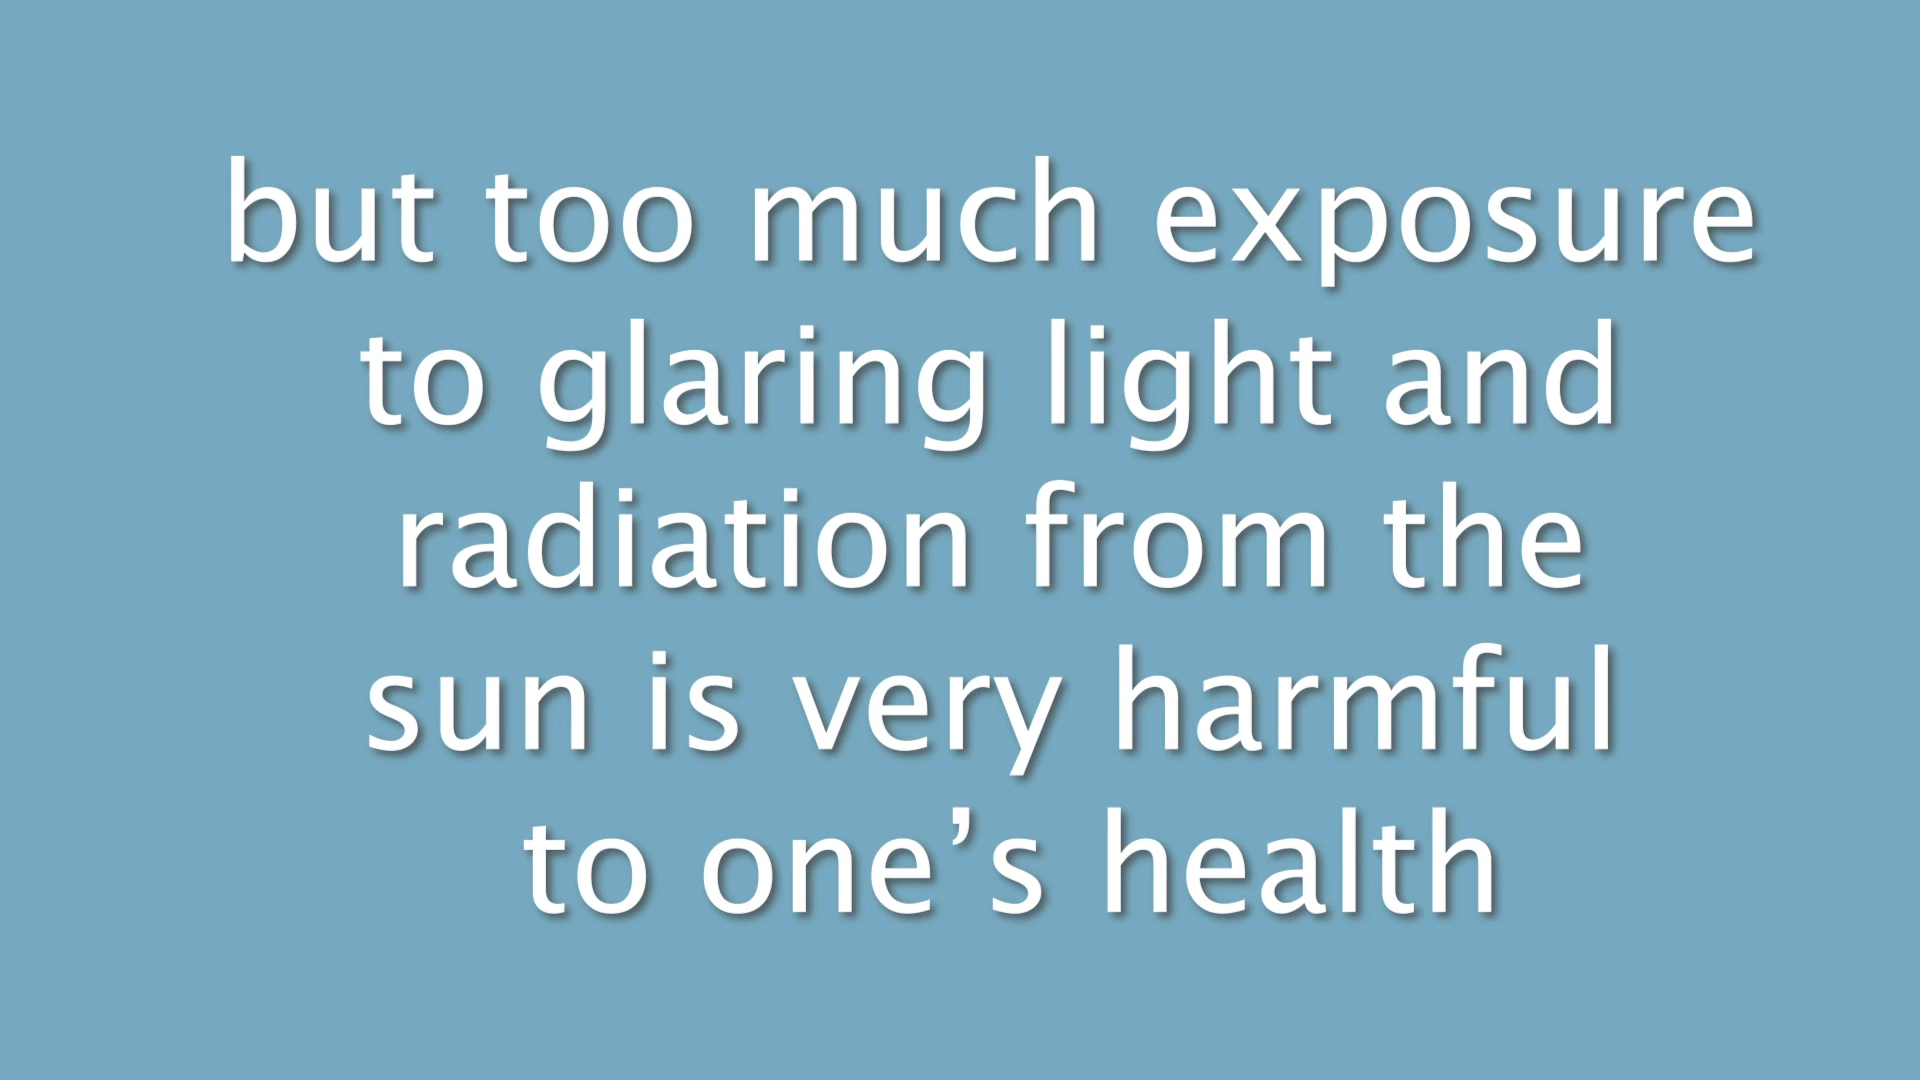 but too much exposure
to glaring light and
radiation from the
sun is very harmful
to one’s health